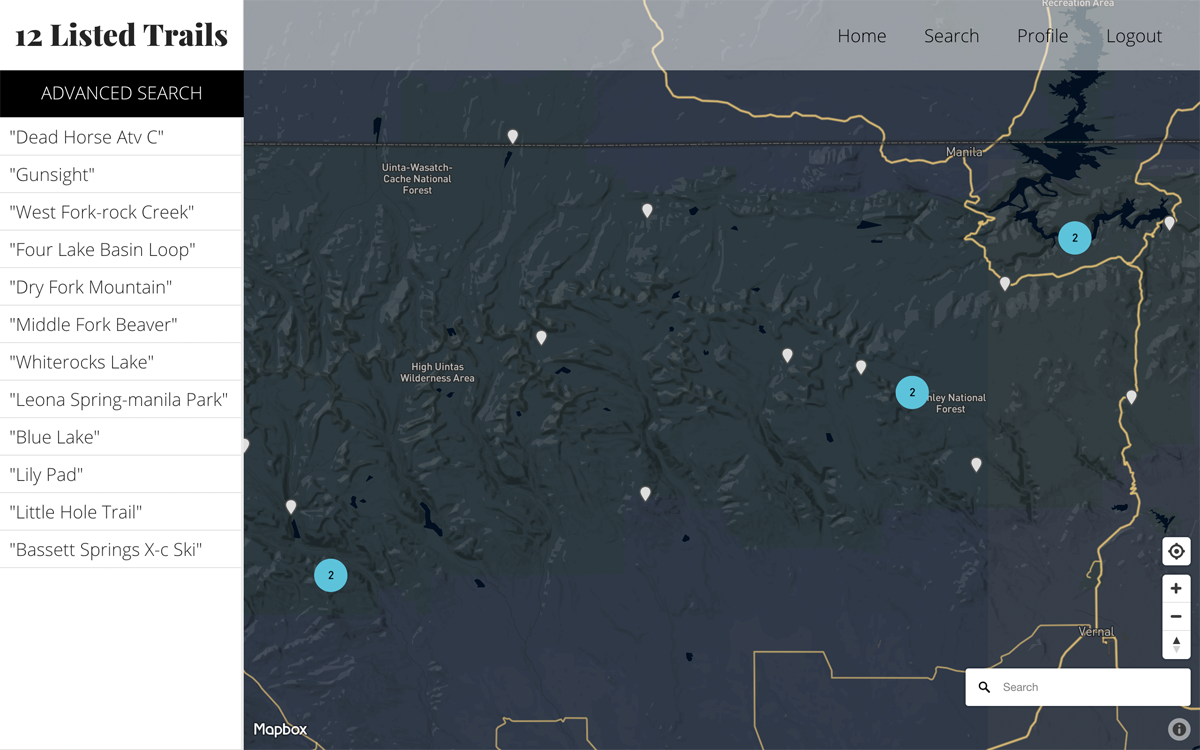 12 Listed Trails
Home
Search
Profile
Logout
ADVANCED SEARCH
"Dead Horse Atv C"
"Gunsight"
"West Fork-rock Creek"
"Four Lake Basin Loop"
"Dry Fork Mountain"
"Middle Fork Beaver"
"Whiterocks Lake"
"Leona Spring-manila Park"
"Blue Lake"
"Lily Pad"
"Little Hole Trail"
"Bassett Springs X-c Ski"
Recreation Area
Manila
Uinta-Wasatch-
Cache National
Forest
2
High Uintas
Wilderness Area
2
nley National
Forest
2
Vernal
Search
Mapbox